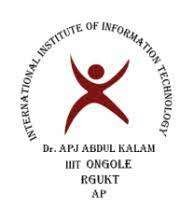 INTERNATIONAL INSTITUTE OF INFORMATION TECHNOLOGY
Dr. APJ ABDUL KALAM
IIIT ONGOLE
RGUKT
AP